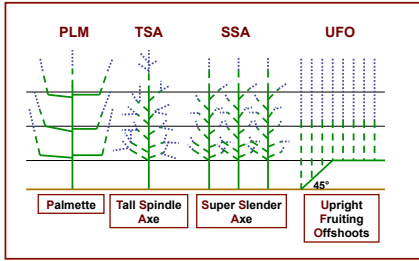 PLM TSA SSA UFO
45°
Palmette Tall Spindle Super Slender Upright
Axe Axe Fruiting
Offshoots